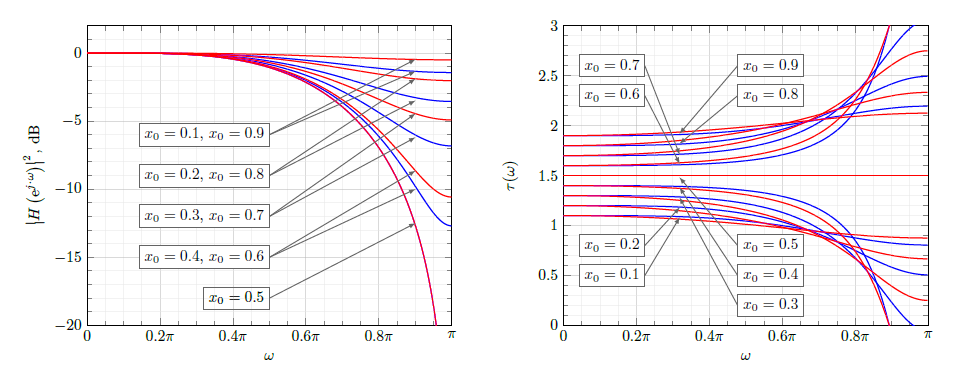 0
−5
−10
−15
−20
|H (e^{j·ω})|², dB
x₀ = 0.1, x₀ = 0.9
x₀ = 0.2, x₀ = 0.8
x₀ = 0.3, x₀ = 0.7
x₀ = 0.4, x₀ = 0.6
x₀ = 0.5
0 0.2π 0.4π 0.6π 0.8π π
ω
3
2.5
2
1.5
1
0.5
0
τ(ω)
x₀ = 0.7
x₀ = 0.9
x₀ = 0.6
x₀ = 0.8
x₀ = 0.2
x₀ = 0.5
x₀ = 0.1
x₀ = 0.4
x₀ = 0.3
0 0.2π 0.4π 0.6π 0.8π π
ω